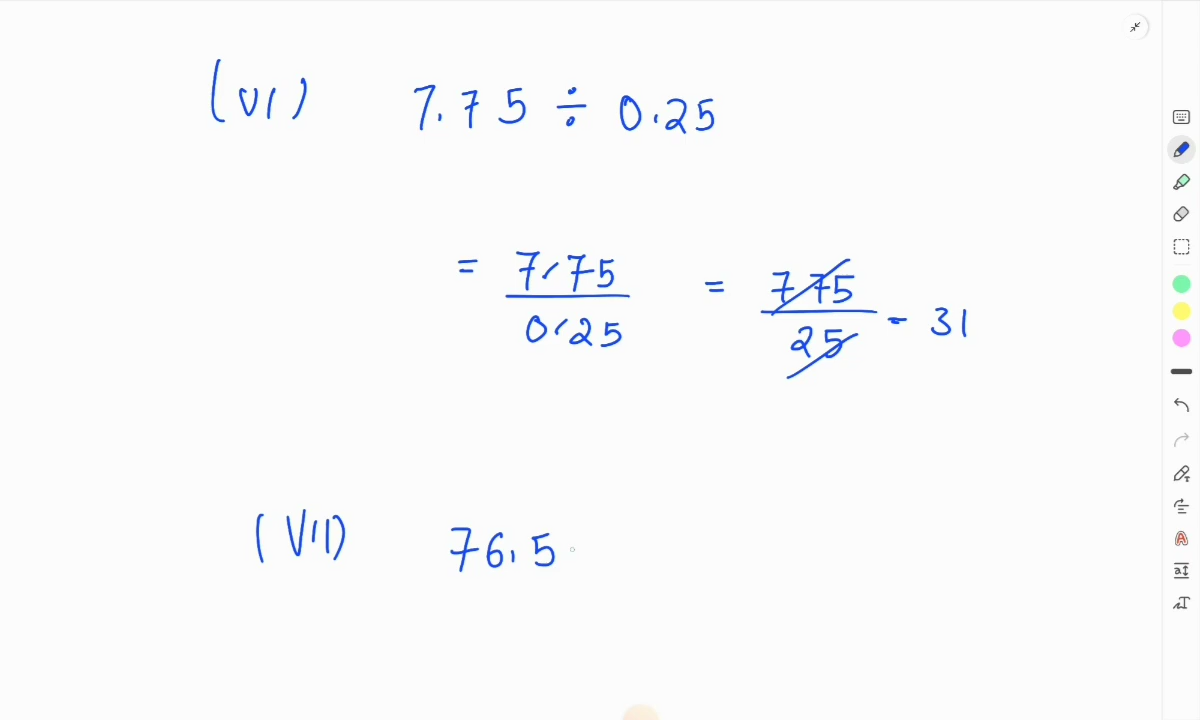 (VI) 7.75 ÷ 0.25
= 7.75/0.25 = 775/25 = 31
(VII) 76.5